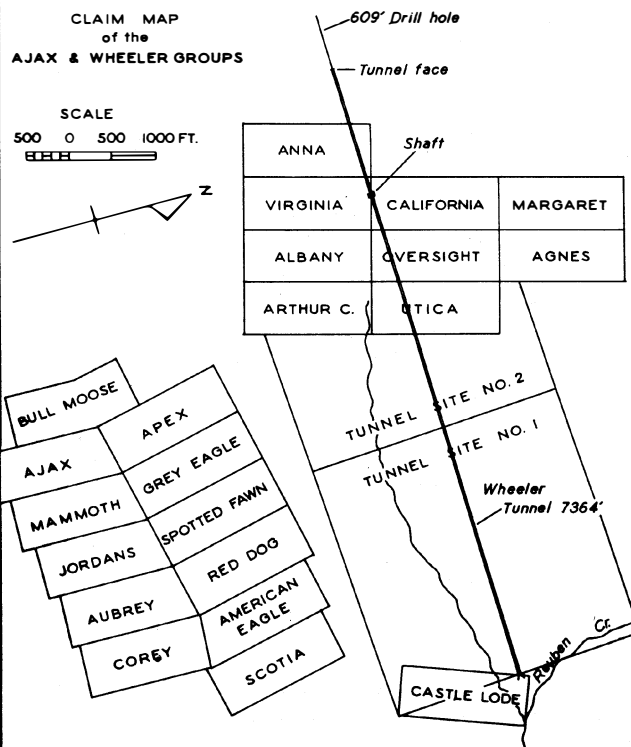 CLAIM MAP
of the
AJAX & WHEELER GROUPS
SCALE
500 0 500 1000 FT.
N
609' Drill hole
Tunnel face
Shaft
ANNA
VIRGINIA
CALIFORNIA
MARGARET
ALBANY
OVERSIGHT
AGNES
ARTHUR C.
UTICA
TUNNEL SITE NO. 2
TUNNEL SITE NO. 1
Wheeler
Tunnel 7364'
Reuben Cr.
CASTLE LODE
BULL MOOSE
APEX
AJAX
GREY EAGLE
MAMMOTH
SPOTTED FAWN
JORDANS
RED DOG
AUBREY
AMERICAN
EAGLE
COREY
SCOTIA